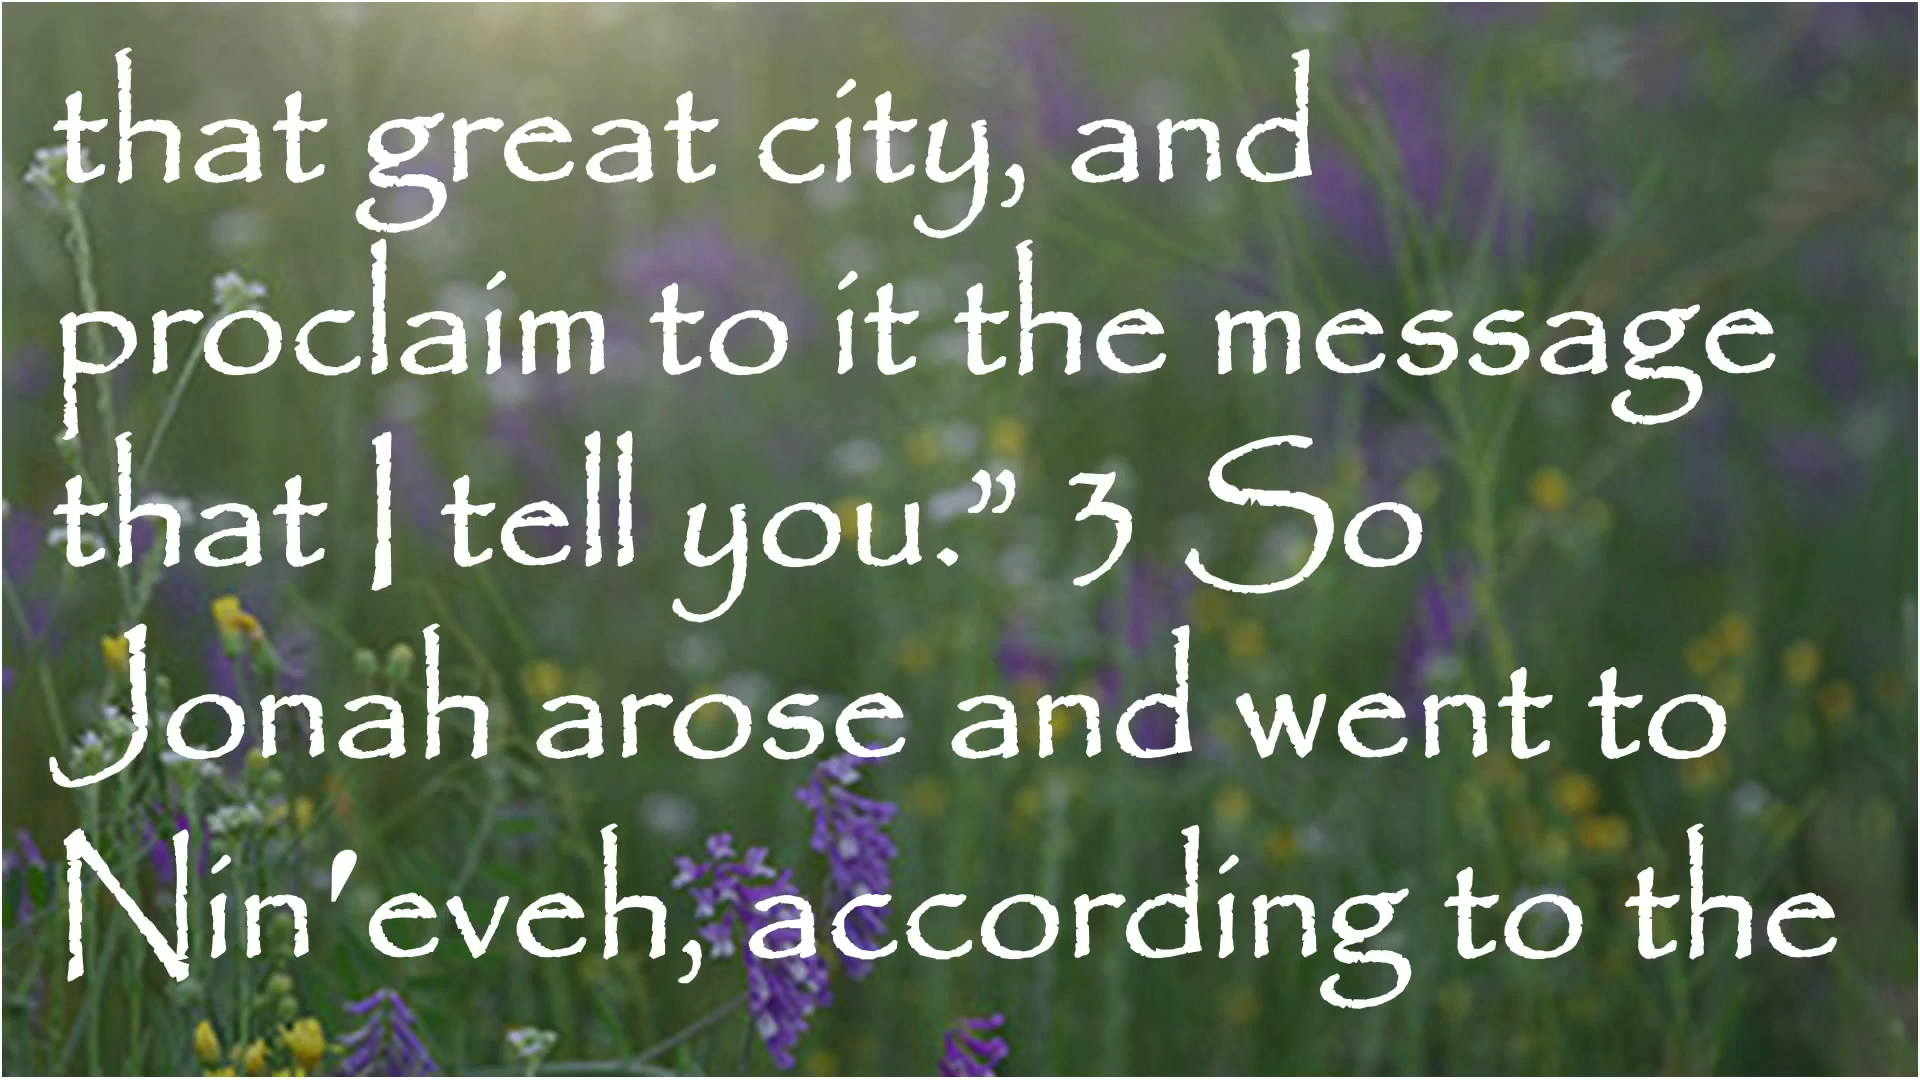 that great city, and
proclaim to it the message
that I tell you.” 3 So
Jonah arose and went to
Nin'eveh, according to the